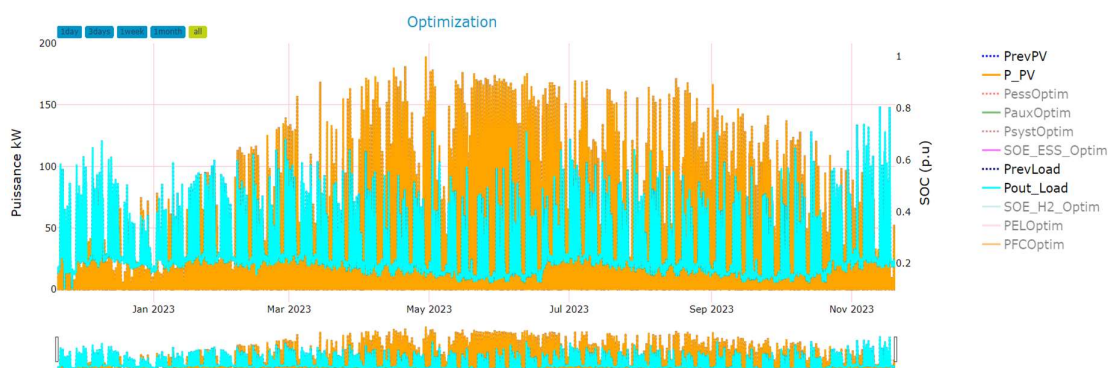 Optimization
1day 3days 1week 1month all
200
150
100
50
0
Puissance kW
1
0.8
0.6
0.4
0.2
SOC (p.u)
Jan 2023 Mar 2023 May 2023 Jul 2023 Sep 2023 Nov 2023
PrevPV
P_PV
PessOptim
PauxOptim
PsystOptim
SOE_ESS_Optim
PrevLoad
Pout_Load
SOE_H2_Optim
PELOptim
PFCOptim